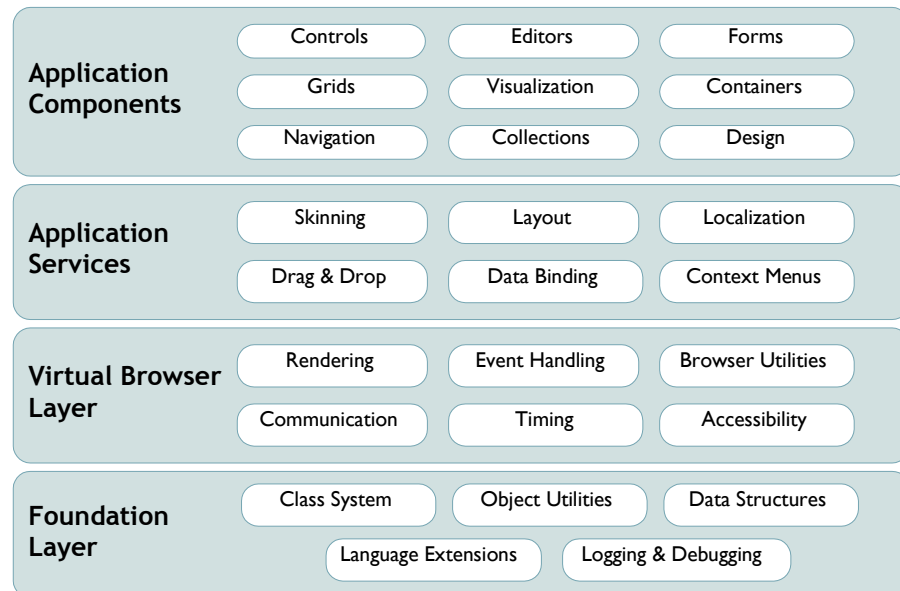 Application
Components
Controls
Editors
Forms
Grids
Visualization
Containers
Navigation
Collections
Design
Application
Services
Skinning
Layout
Localization
Drag & Drop
Data Binding
Context Menus
Virtual Browser
Layer
Rendering
Event Handling
Browser Utilities
Communication
Timing
Accessibility
Foundation
Layer
Class System
Object Utilities
Data Structures
Language Extensions
Logging & Debugging